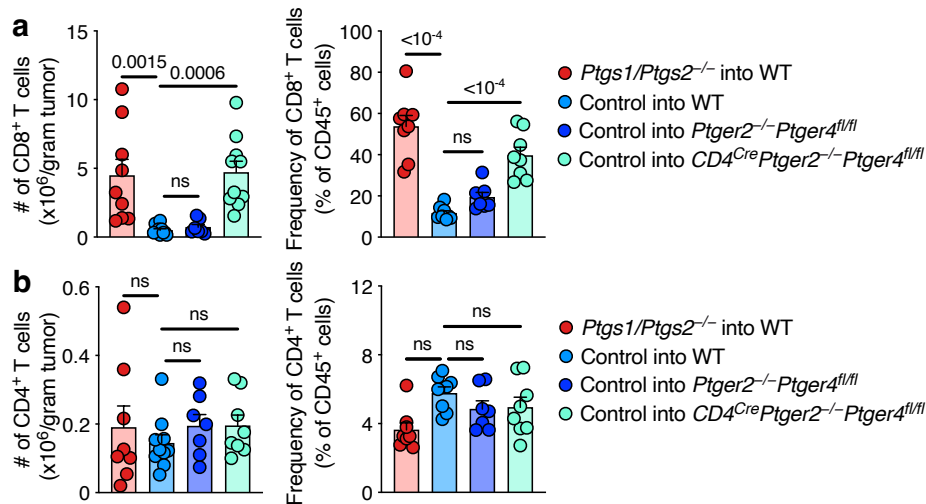 a
# of CD8⁺ T cells
(x10⁶/gram tumor)
15
10
5
0
0.0015
0.0006
ns
Frequency of CD8⁺ T cells
(% of CD45⁺ cells)
100
80
60
40
20
0
<10⁻⁴
<10⁻⁴
ns
Ptgs1/Ptgs2⁻/⁻ into WT
Control into WT
Control into Ptger2⁻/⁻Ptger4ᶠˡ/ᶠˡ
Control into CD4ᶜʳᵉPtger2⁻/⁻Ptger4ᶠˡ/ᶠˡ
b
# of CD4⁺ T cells
(x10⁶/gram tumor)
0.6
0.4
0.2
0
ns
ns
ns
Frequency of CD4⁺ T cells
(% of CD45⁺ cells)
12
8
4
0
ns
ns
ns
Ptgs1/Ptgs2⁻/⁻ into WT
Control into WT
Control into Ptger2⁻/⁻Ptger4ᶠˡ/ᶠˡ
Control into CD4ᶜʳᵉPtger2⁻/⁻Ptger4ᶠˡ/ᶠˡ